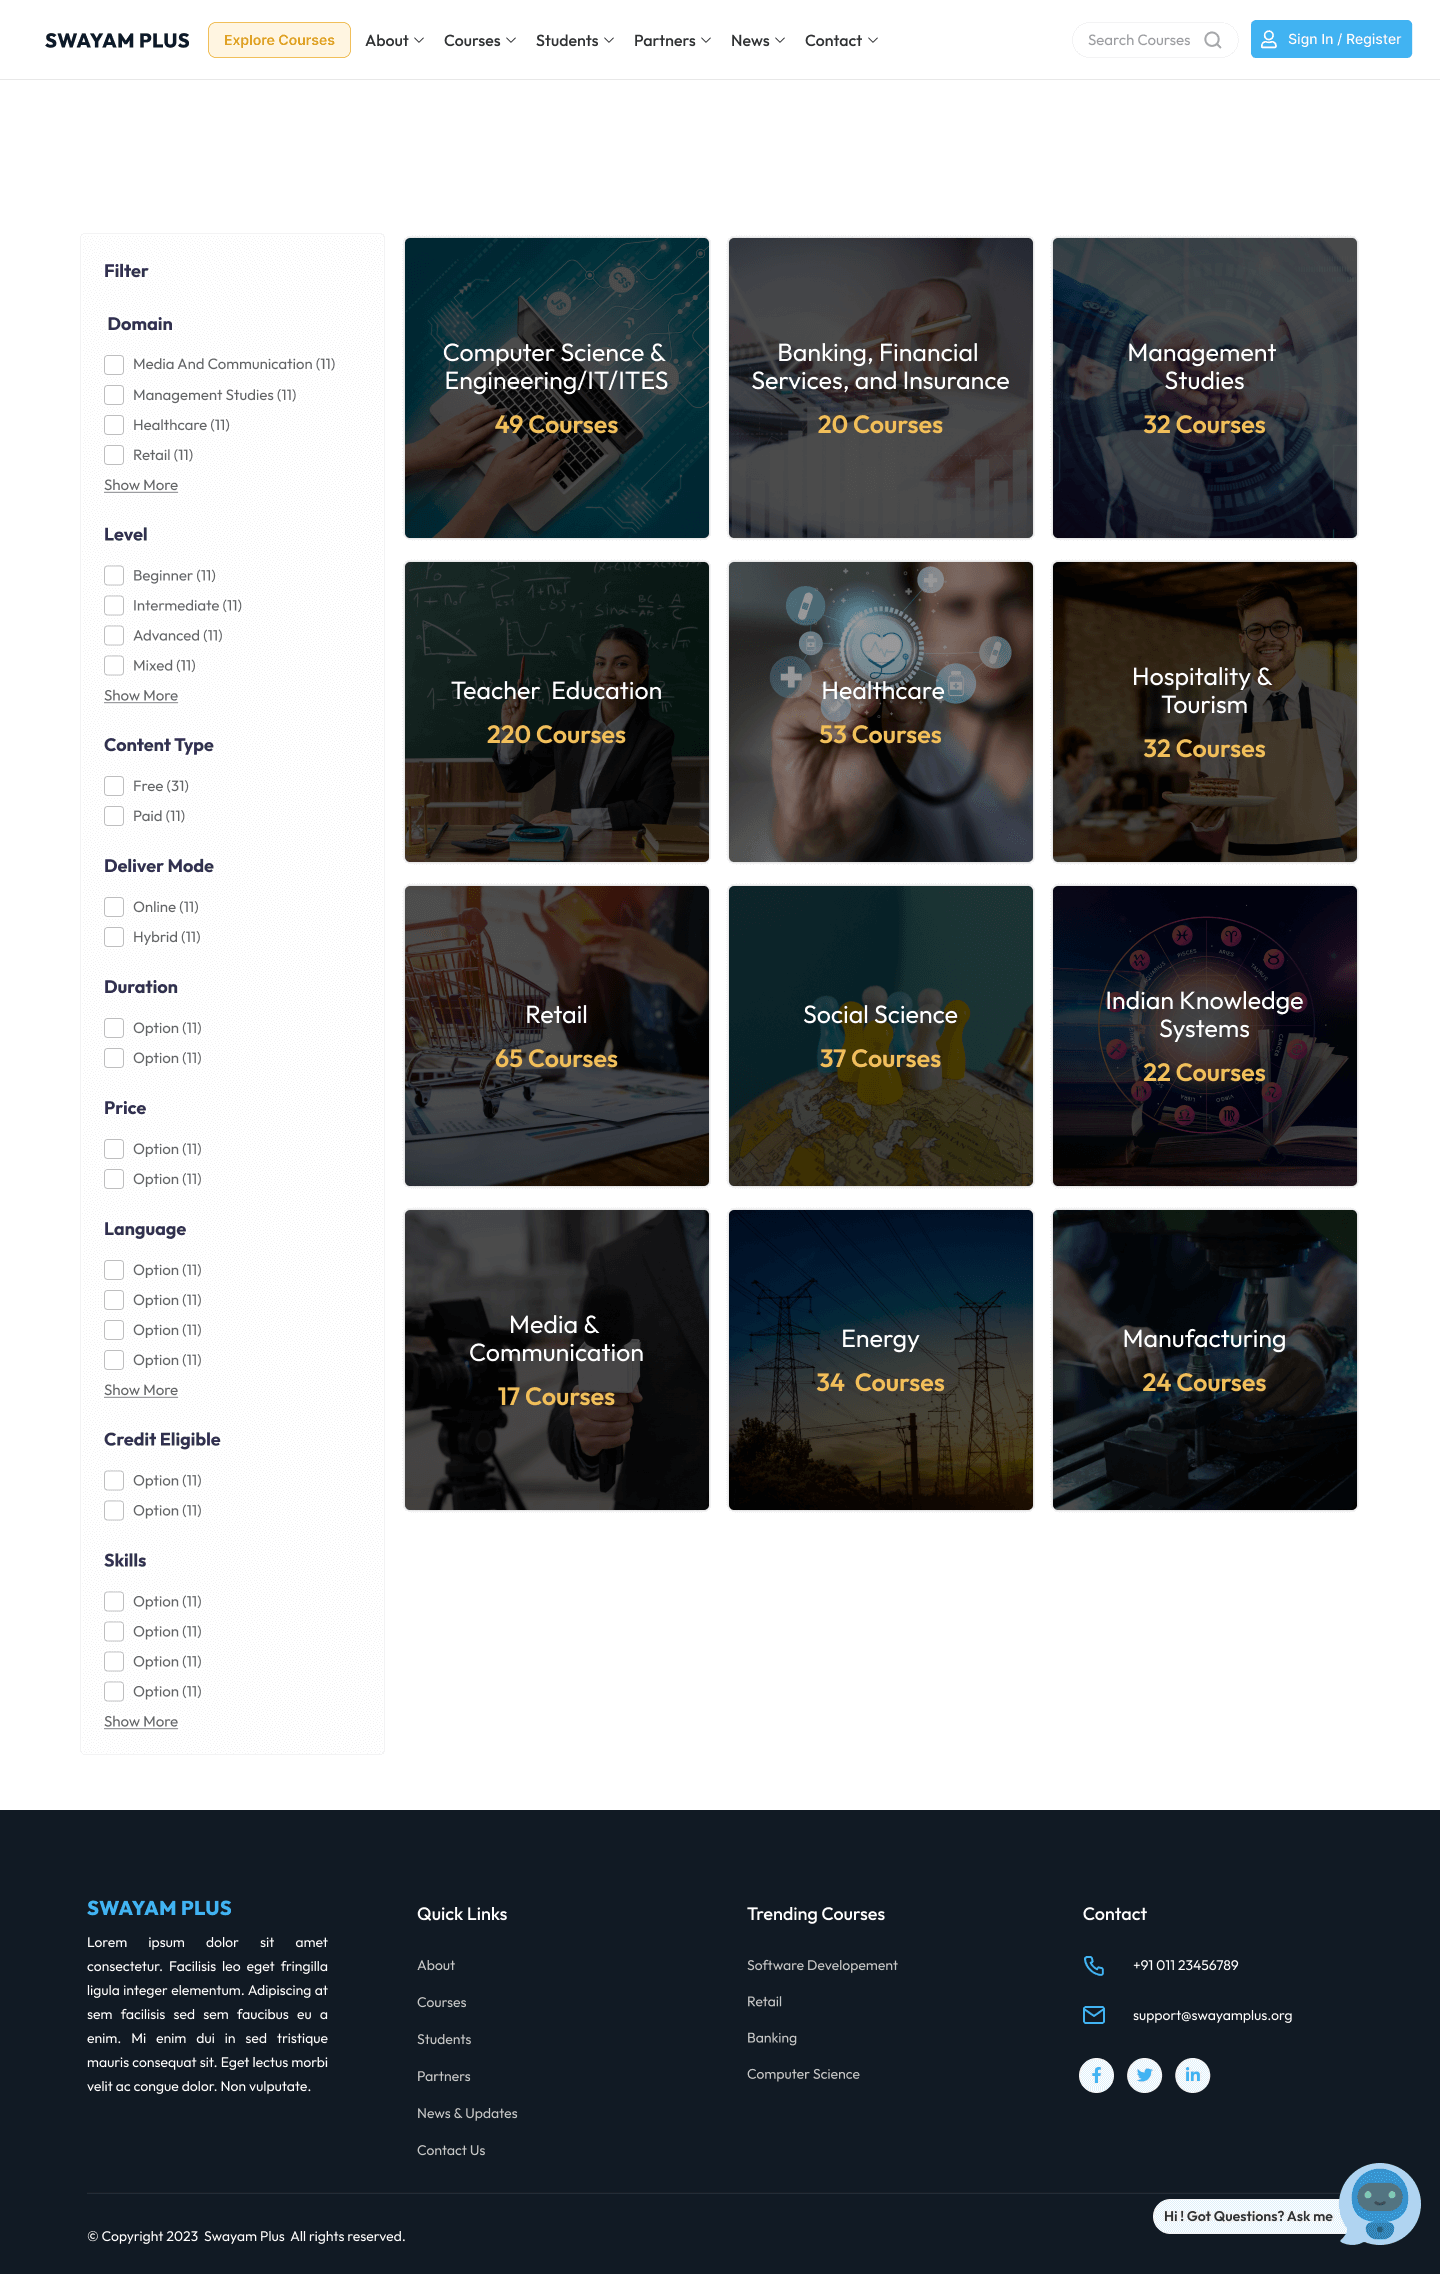 SWAYAM PLUS
Explore Courses
About
Courses
Students
Partners
News
Contact
Search Courses
Sign In / Register
Filter
Domain
Media And Communication (11)
Management Studies (11)
Healthcare (11)
Retail (11)
Show More
Level
Beginner (11)
Intermediate (11)
Advanced (11)
Mixed (11)
Show More
Content Type
Free (31)
Paid (11)
Deliver Mode
Online (11)
Hybrid (11)
Duration
Option (11)
Option (11)
Price
Option (11)
Option (11)
Language
Option (11)
Option (11)
Option (11)
Option (11)
Show More
Credit Eligible
Option (11)
Option (11)
Skills
Option (11)
Option (11)
Option (11)
Option (11)
Show More
JS
CSS
Computer Science &
Engineering/IT/ITES
49 Courses
Banking, Financial
Services, and Insurance
20 Courses
Management
Studies
32 Courses
Teacher  Education
220 Courses
Healthcare
53 Courses
Hospitality &
Tourism
32 Courses
Retail
65 Courses
Social Science
37 Courses
PISCES
ARIES
TAURUS
CANCER
VIRGO
LIBRA
Indian Knowledge
Systems
22 Courses
Media &
Communication
17 Courses
Energy
34  Courses
Manufacturing
24 Courses
SWAYAM PLUS
Lorem ipsum dolor sit amet
consectetur. Facilisis leo eget fringilla
ligula integer elementum. Adipiscing at
sem facilisis sed sem faucibus eu a
enim. Mi enim dui in sed tristique
mauris consequat sit. Eget lectus morbi
velit ac congue dolor. Non vulputate.
Quick Links
About
Courses
Students
Partners
News & Updates
Contact Us
Trending Courses
Software Developement
Retail
Banking
Computer Science
Contact
+91 011 23456789
support@swayamplus.org
Hi ! Got Questions? Ask me
© Copyright 2023  Swayam Plus  All rights reserved.